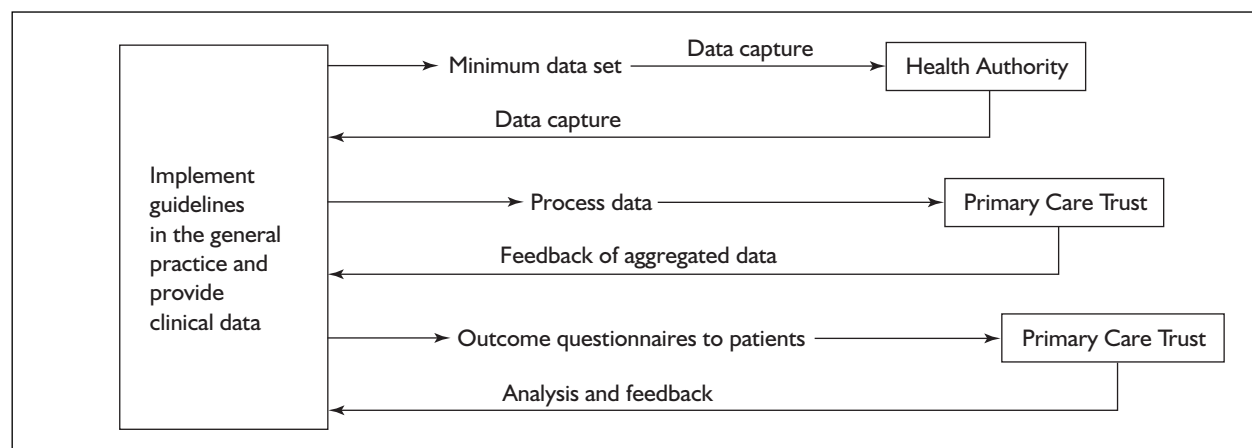 Data capture
Minimum data set
Health Authority
Data capture
Implement
guidelines
in the general
practice and
provide
clinical data
Process data
Primary Care Trust
Feedback of aggregated data
Outcome questionnaires to patients
Primary Care Trust
Analysis and feedback